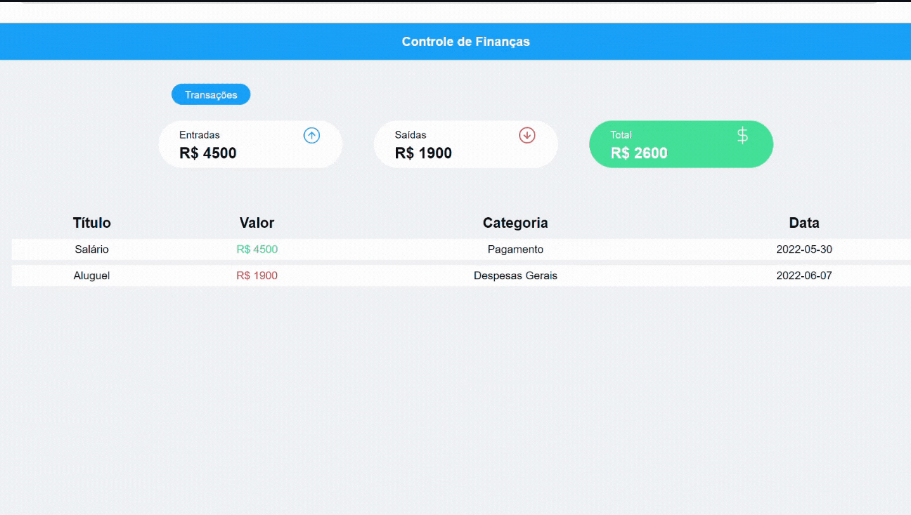 Controle de Finanças
Transações
Entradas
R$ 4500
Saídas
R$ 1900
Total
R$ 2600
Título Valor Categoria Data
Salário R$ 4500 Pagamento 2022-05-30
Aluguel R$ 1900 Despesas Gerais 2022-06-07